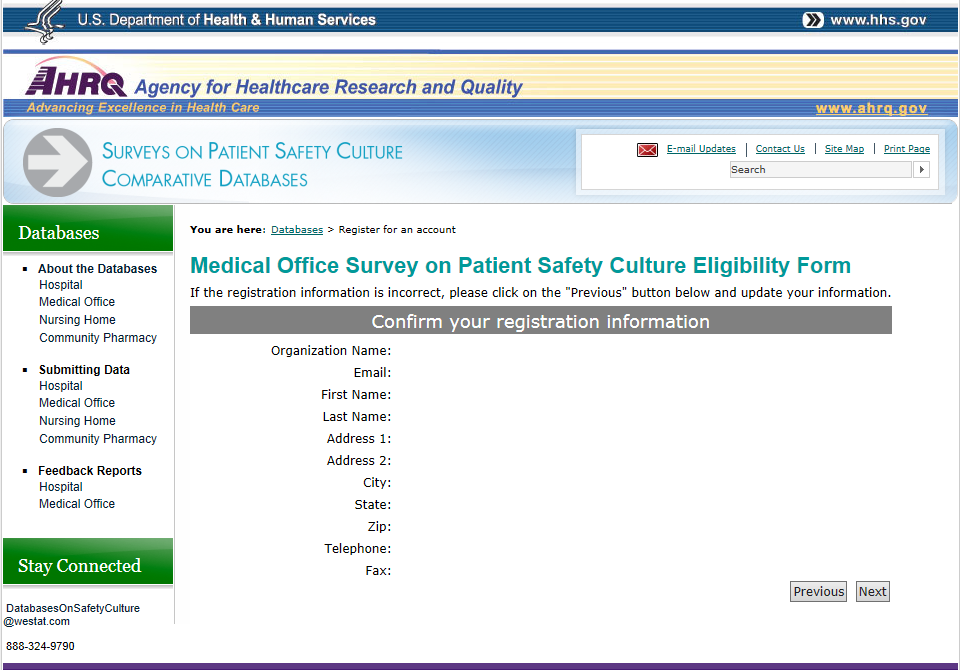 U.S. Department of Health & Human Services
www.hhs.gov
AHRQ Agency for Healthcare Research and Quality
Advancing Excellence in Health Care
www.ahrq.gov
SURVEYS ON PATIENT SAFETY CULTURE
COMPARATIVE DATABASES
E-mail Updates | Contact Us | Site Map | Print Page
Search
Databases
About the Databases
Hospital
Medical Office
Nursing Home
Community Pharmacy
Submitting Data
Hospital
Medical Office
Nursing Home
Community Pharmacy
Feedback Reports
Hospital
Medical Office
Stay Connected
DatabasesOnSafetyCulture
@westat.com
888-324-9790
You are here: Databases > Register for an account
Medical Office Survey on Patient Safety Culture Eligibility Form
If the registration information is incorrect, please click on the "Previous" button below and update your information.
Confirm your registration information
Organization Name:
Email:
First Name:
Last Name:
Address 1:
Address 2:
City:
State:
Zip:
Telephone:
Fax:
Previous Next